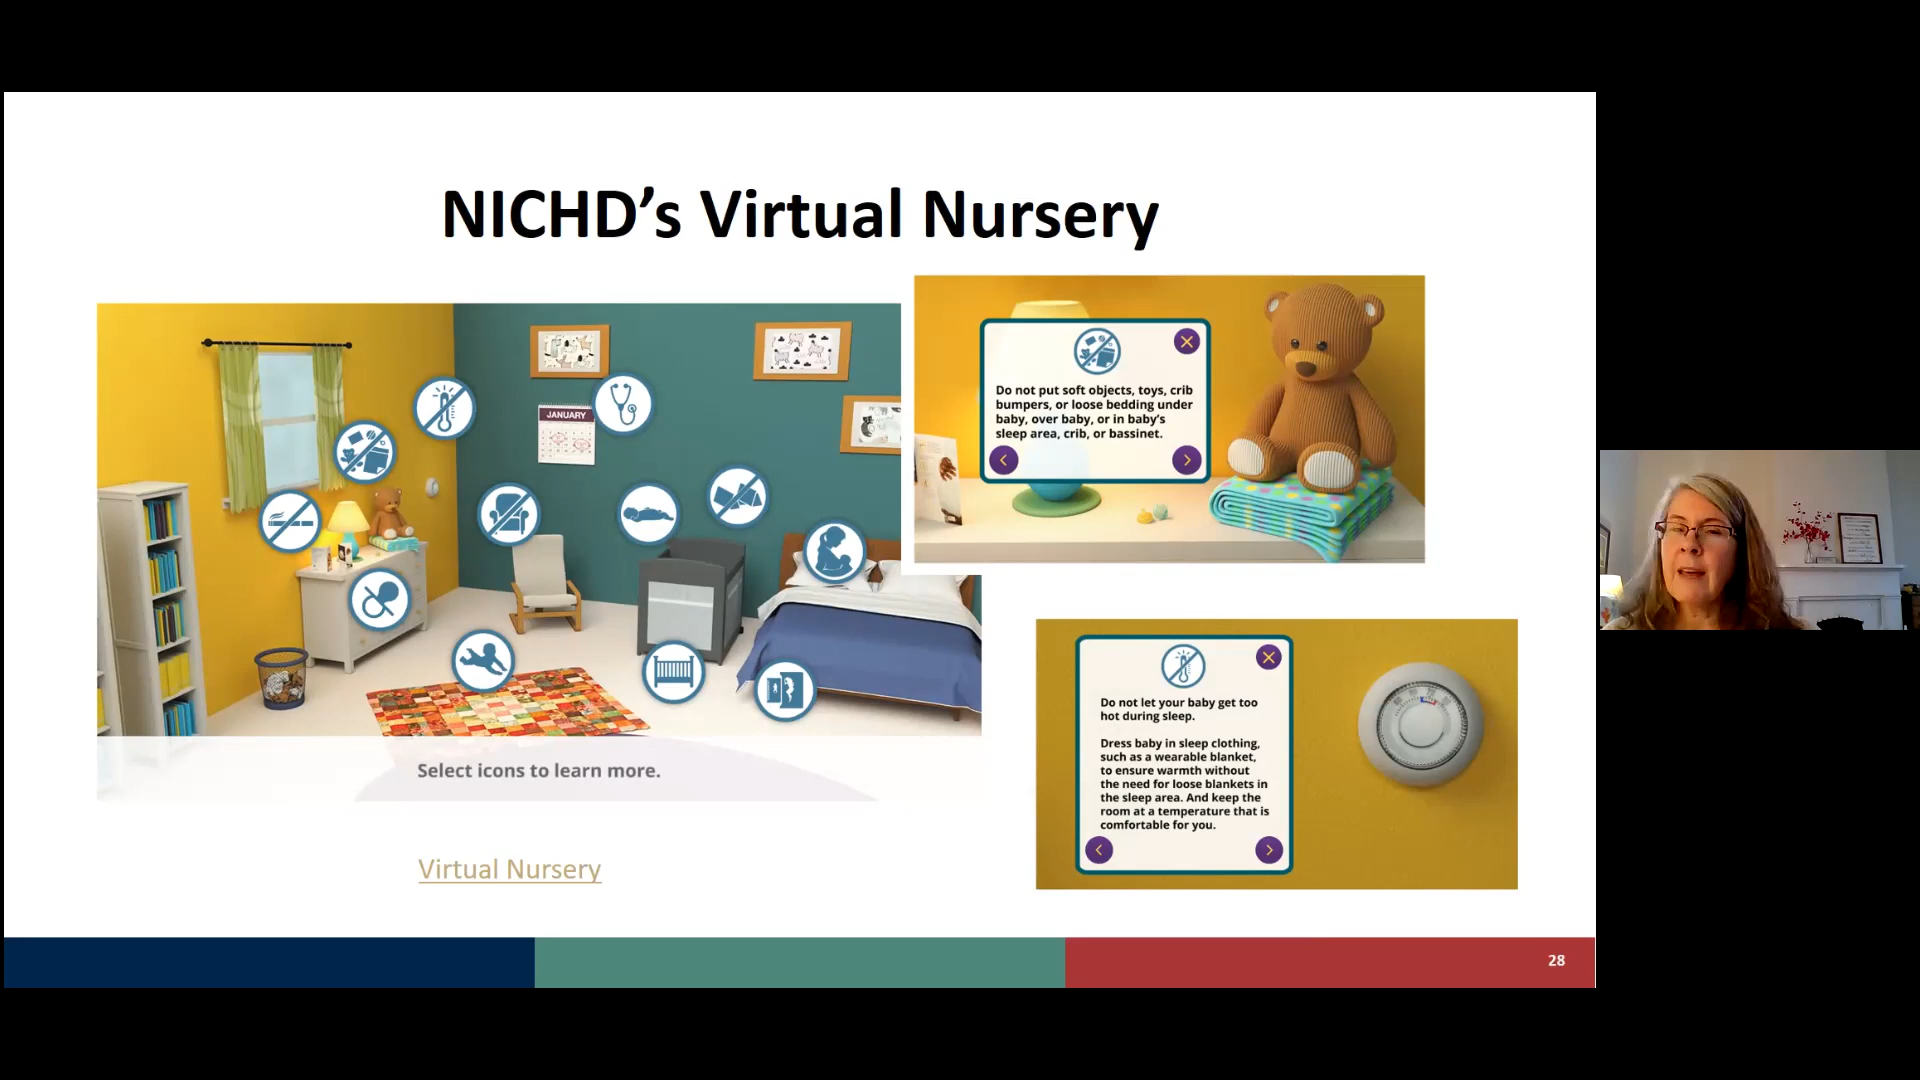 NICHD's Virtual Nursery
JANUARY
Select icons to learn more.
Virtual Nursery
Do not put soft objects, toys, crib
bumpers, or loose bedding under
baby, over baby, or in baby's
sleep area, crib, or bassinet.
Do not let your baby get too
hot during sleep.
Dress baby in sleep clothing,
such as a wearable blanket,
to ensure warmth without
the need for loose blankets in
the sleep area. And keep the
room at a temperature that is
comfortable for you.
28